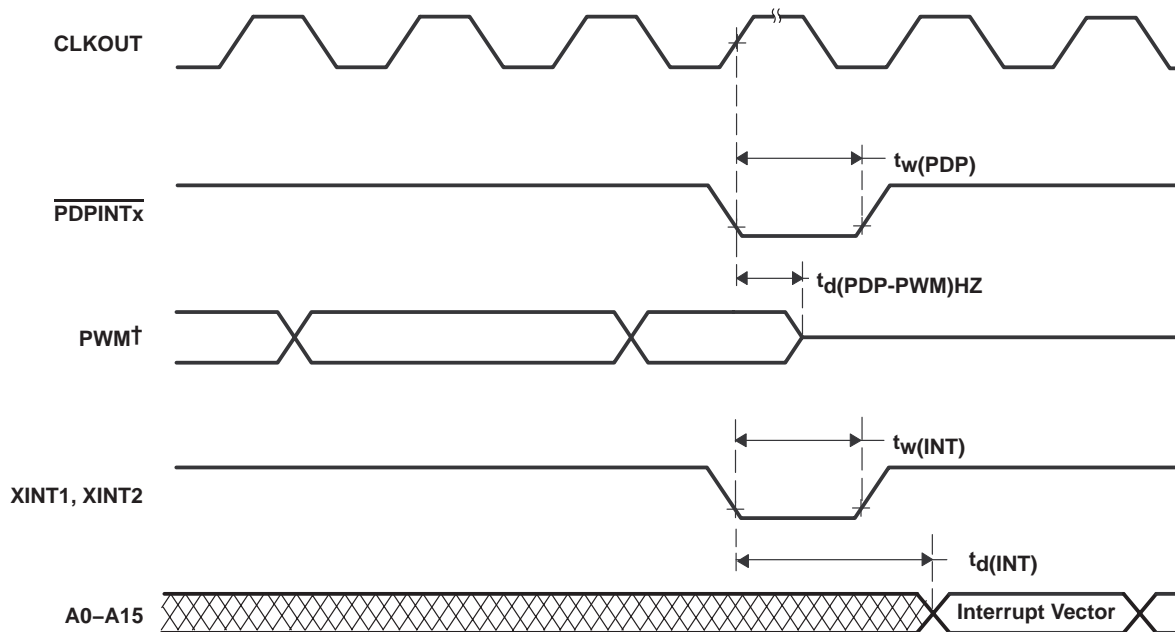 CLKOUT
tw(PDP)
PDPINTx
td(PDP-PWM)HZ
PWM†
tw(INT)
XINT1, XINT2
td(INT)
A0–A15
Interrupt Vector